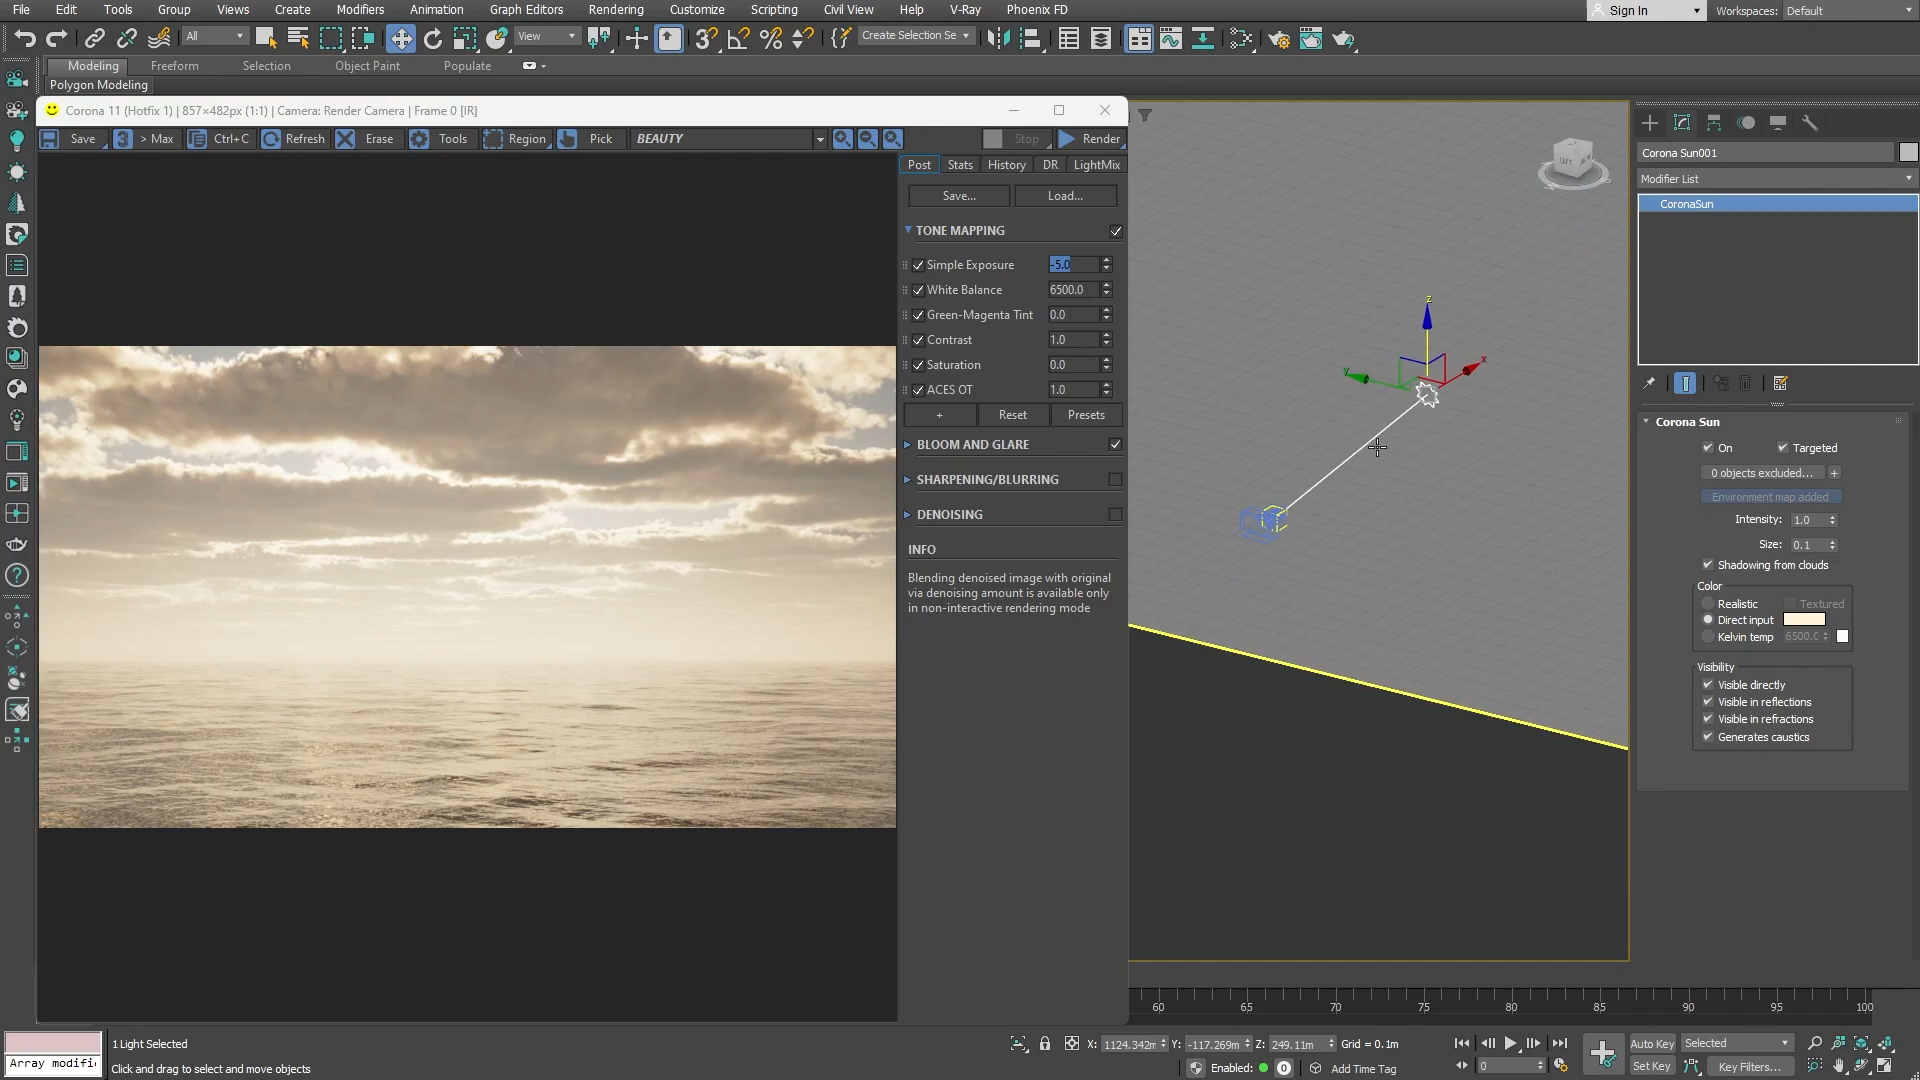 File Edit Tools Group Views Create Modifiers Animation Graph Editors Rendering Customize Scripting Civil View Help V-Ray Phoenix FD Sign In Workspaces: Default
All View Create Selection Se
Modeling Freeform Selection Object Paint Populate
Polygon Modeling
Corona 11 (Hotfix 1) | 857×482px (1:1) | Camera: Render Camera | Frame 0 [IR]
Save > Max Ctrl+C Refresh Erase Tools Region Pick BEAUTY Stop Render
Post Stats History DR LightMix
Save... Load...
TONE MAPPING
Simple Exposure -5.0
White Balance 6500.0
Green-Magenta Tint 0.0
Contrast 1.0
Saturation 0.0
ACES OT 1.0
+ Reset Presets
BLOOM AND GLARE
SHARPENING/BLURRING
DENOISING
INFO
Blending denoised image with original
via denoising amount is available only
in non-interactive rendering mode
LEFT
z
y x
Corona Sun001
Modifier List
CoronaSun
Corona Sun
On Targeted
0 objects excluded... +
Environment map added
Intensity: 1.0
Size: 0.1
Shadowing from clouds
Color
Realistic Textured
Direct input
Kelvin temp 6500.0
Visibility
Visible directly
Visible in reflections
Visible in refractions
Generates caustics
60 65 70 75 80 85 90 95 100
1 Light Selected X: 1124.342m Y: -117.269m Z: 249.11m Grid = 0.1m Auto Key Selected
Array modifi Click and drag to select and move objects Enabled: 0 Add Time Tag 0 Set Key Key Filters...